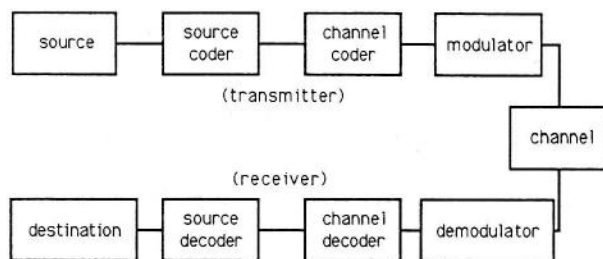 source
source
coder
channel
coder
modulator
(transmitter)
channel
(receiver)
destination
source
decoder
channel
decoder
demodulator